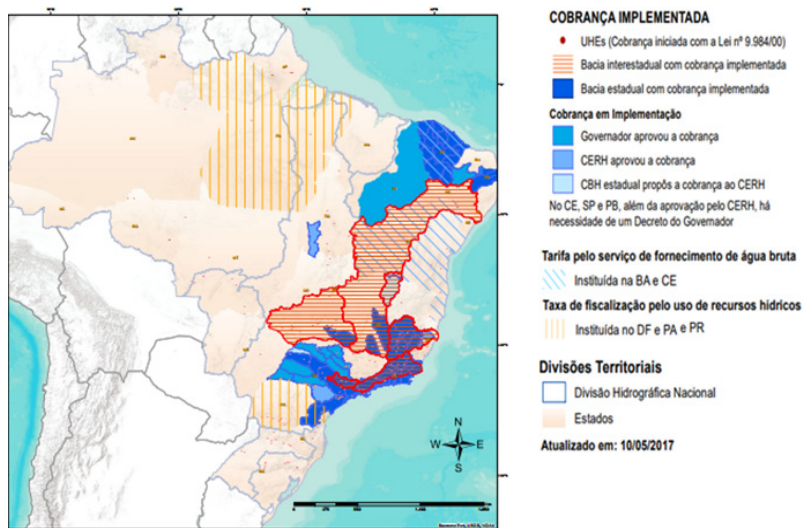 COBRANÇA IMPLEMENTADA
UHEs (Cobrança iniciada com a Lei nº 9.984/00)
Bacia interestadual com cobrança implementada
Bacia estadual com cobrança implementada
Cobrança em Implementação
Governador aprovou a cobrança
CERH aprovou a cobrança
CBH estadual propôs a cobrança ao CERH
No CE, SP e PB, além da aprovação pelo CERH, há
necessidade de um Decreto do Governador
Tarifa pelo serviço de fornecimento de água bruta
Instituída na BA e CE
Taxa de fiscalização pelo uso de recursos hídricos
Instituída no DF e PA e PR
Divisões Territoriais
Divisão Hidrográfica Nacional
Estados
Atualizado em: 10/05/2017
N
W E
S